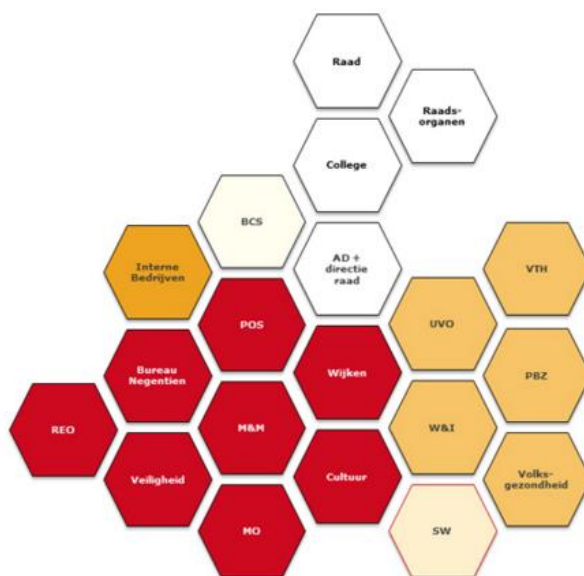 Raad
Raads-
organen
College
BCS
Interne
Bedrijven
AD +
directie
raad
VTH
POS
UVO
Bureau
Negentien
Wijken
PBZ
REO
M&M
W&I
Veiligheid
Cultuur
Volks-
gezondheid
MO
SW